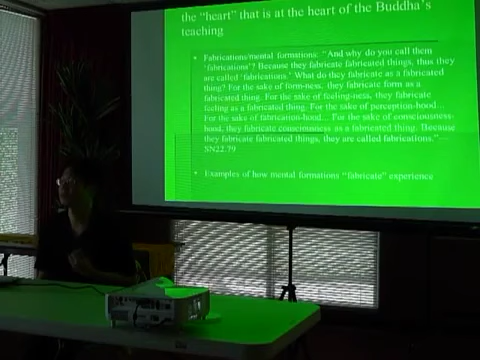 the "heart" that is at the heart of the Buddha's
teaching
• Fabrications/mental formations: "And why do you call them
'fabrications'? Because they fabricate fabricated things, thus they
are called 'fabrications.' What do they fabricate as a fabricated
thing? For the sake of form-ness, they fabricate form as a
fabricated thing. For the sake of feeling-ness, they fabricate
feeling as a fabricated thing. For the sake of perception-hood...
For the sake of fabrication-hood... For the sake of consciousness-
hood, they fabricate consciousness as a fabricated thing. Because
they fabricate fabricated things, they are called fabrications."—
SN22.79
• Examples of how mental formations "fabricate" experience